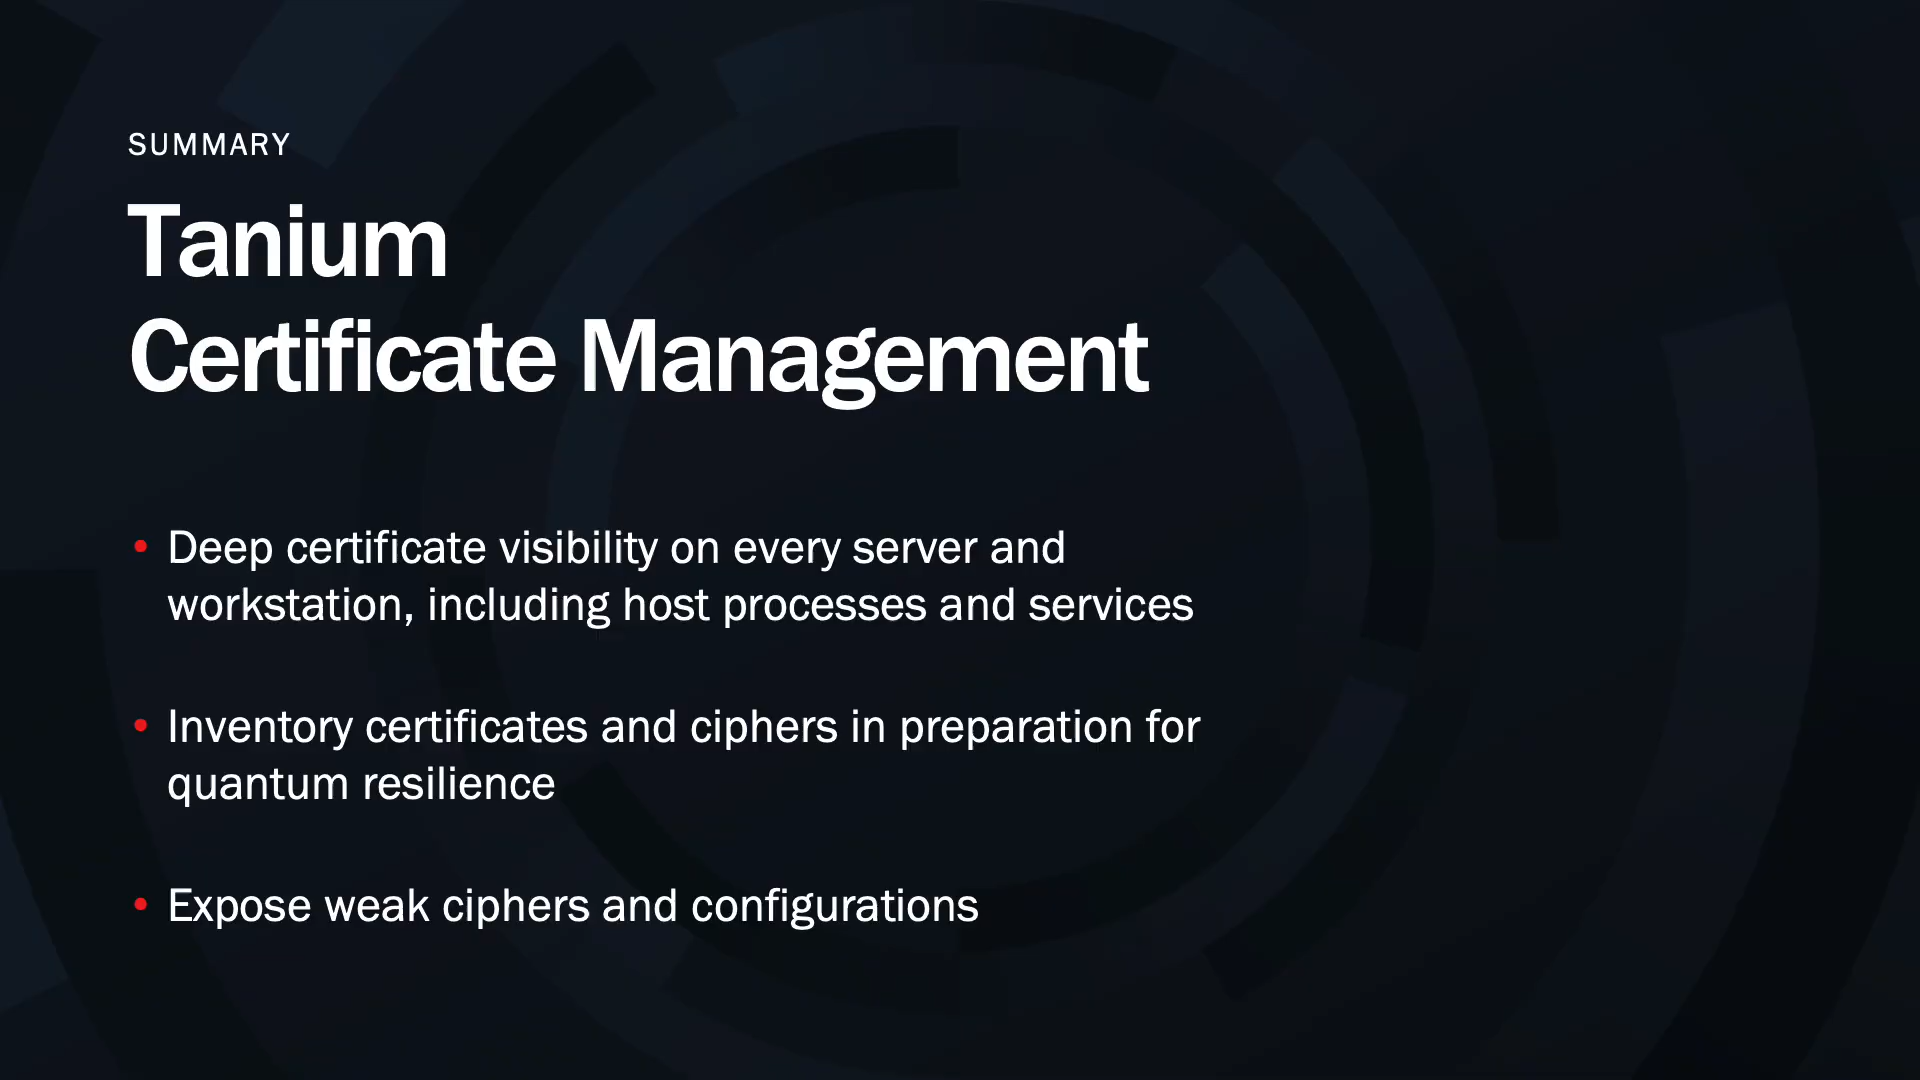 SUMMARY
Tanium
Certificate Management
• Deep certificate visibility on every server and
workstation, including host processes and services
• Inventory certificates and ciphers in preparation for
quantum resilience
• Expose weak ciphers and configurations